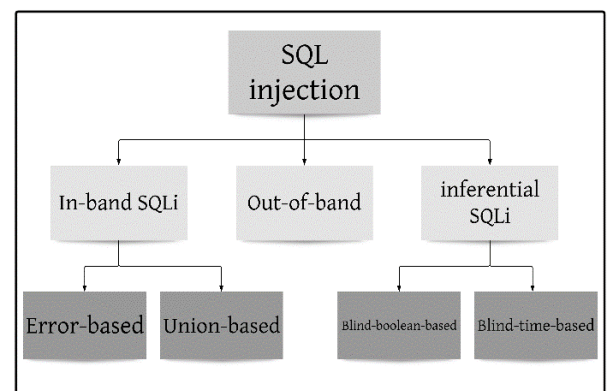 SQL
injection
In-band SQLi
Out-of-band
inferential
SQLi
Error-based
Union-based
Blind-boolean-based
Blind-time-based